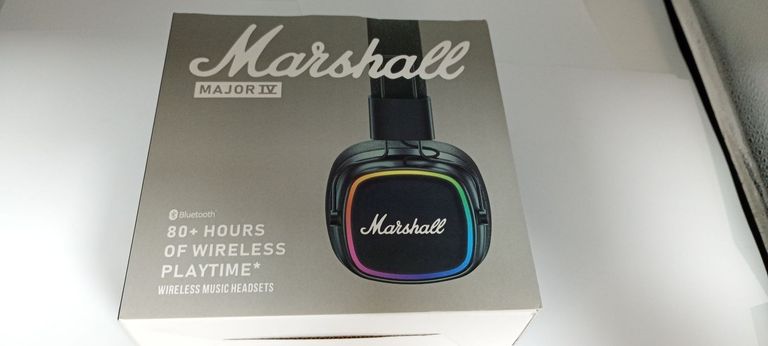 Marshall
MAJOR IV
Bluetooth
80+ HOURS
OF WIRELESS
PLAYTIME*
WIRELESS MUSIC HEADSETS
Marshall